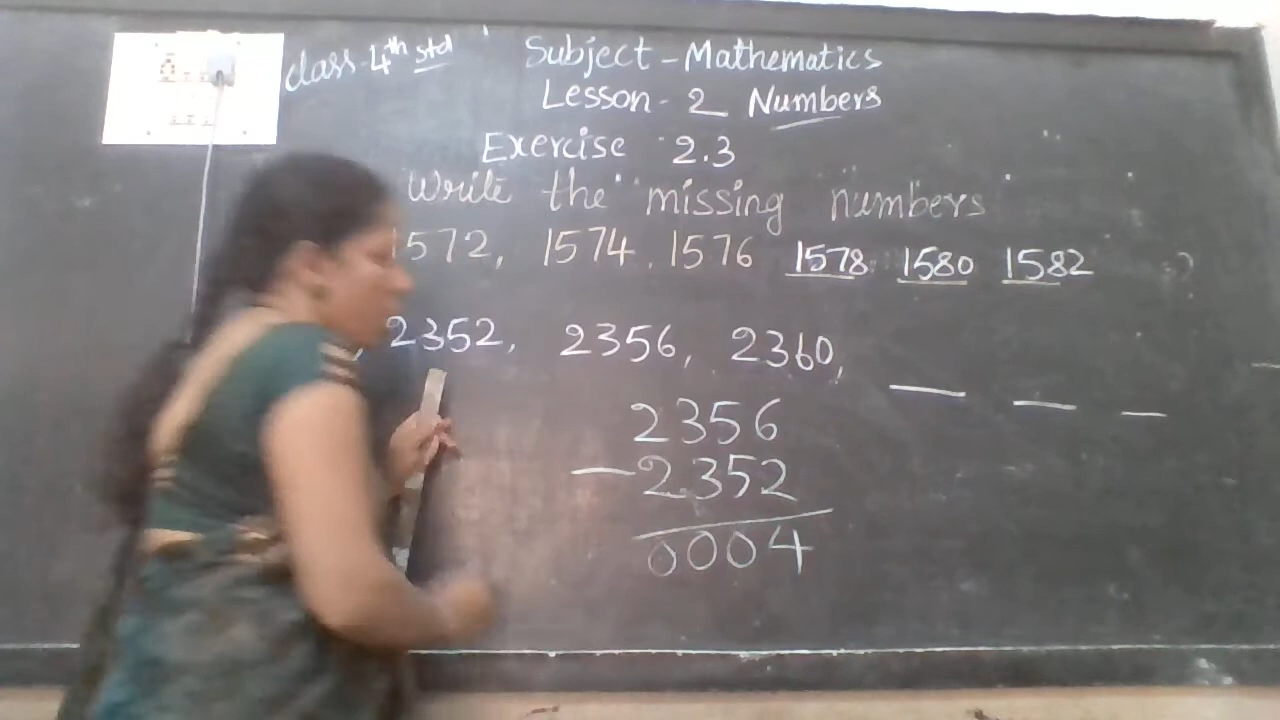 class-4th std
Subject - Mathematics
Lesson - 2 Numbers
Exercise 2.3
Write the missing numbers
1572, 1574, 1576 1578 1580 1582
2352, 2356, 2360,
2356
-2352
0004